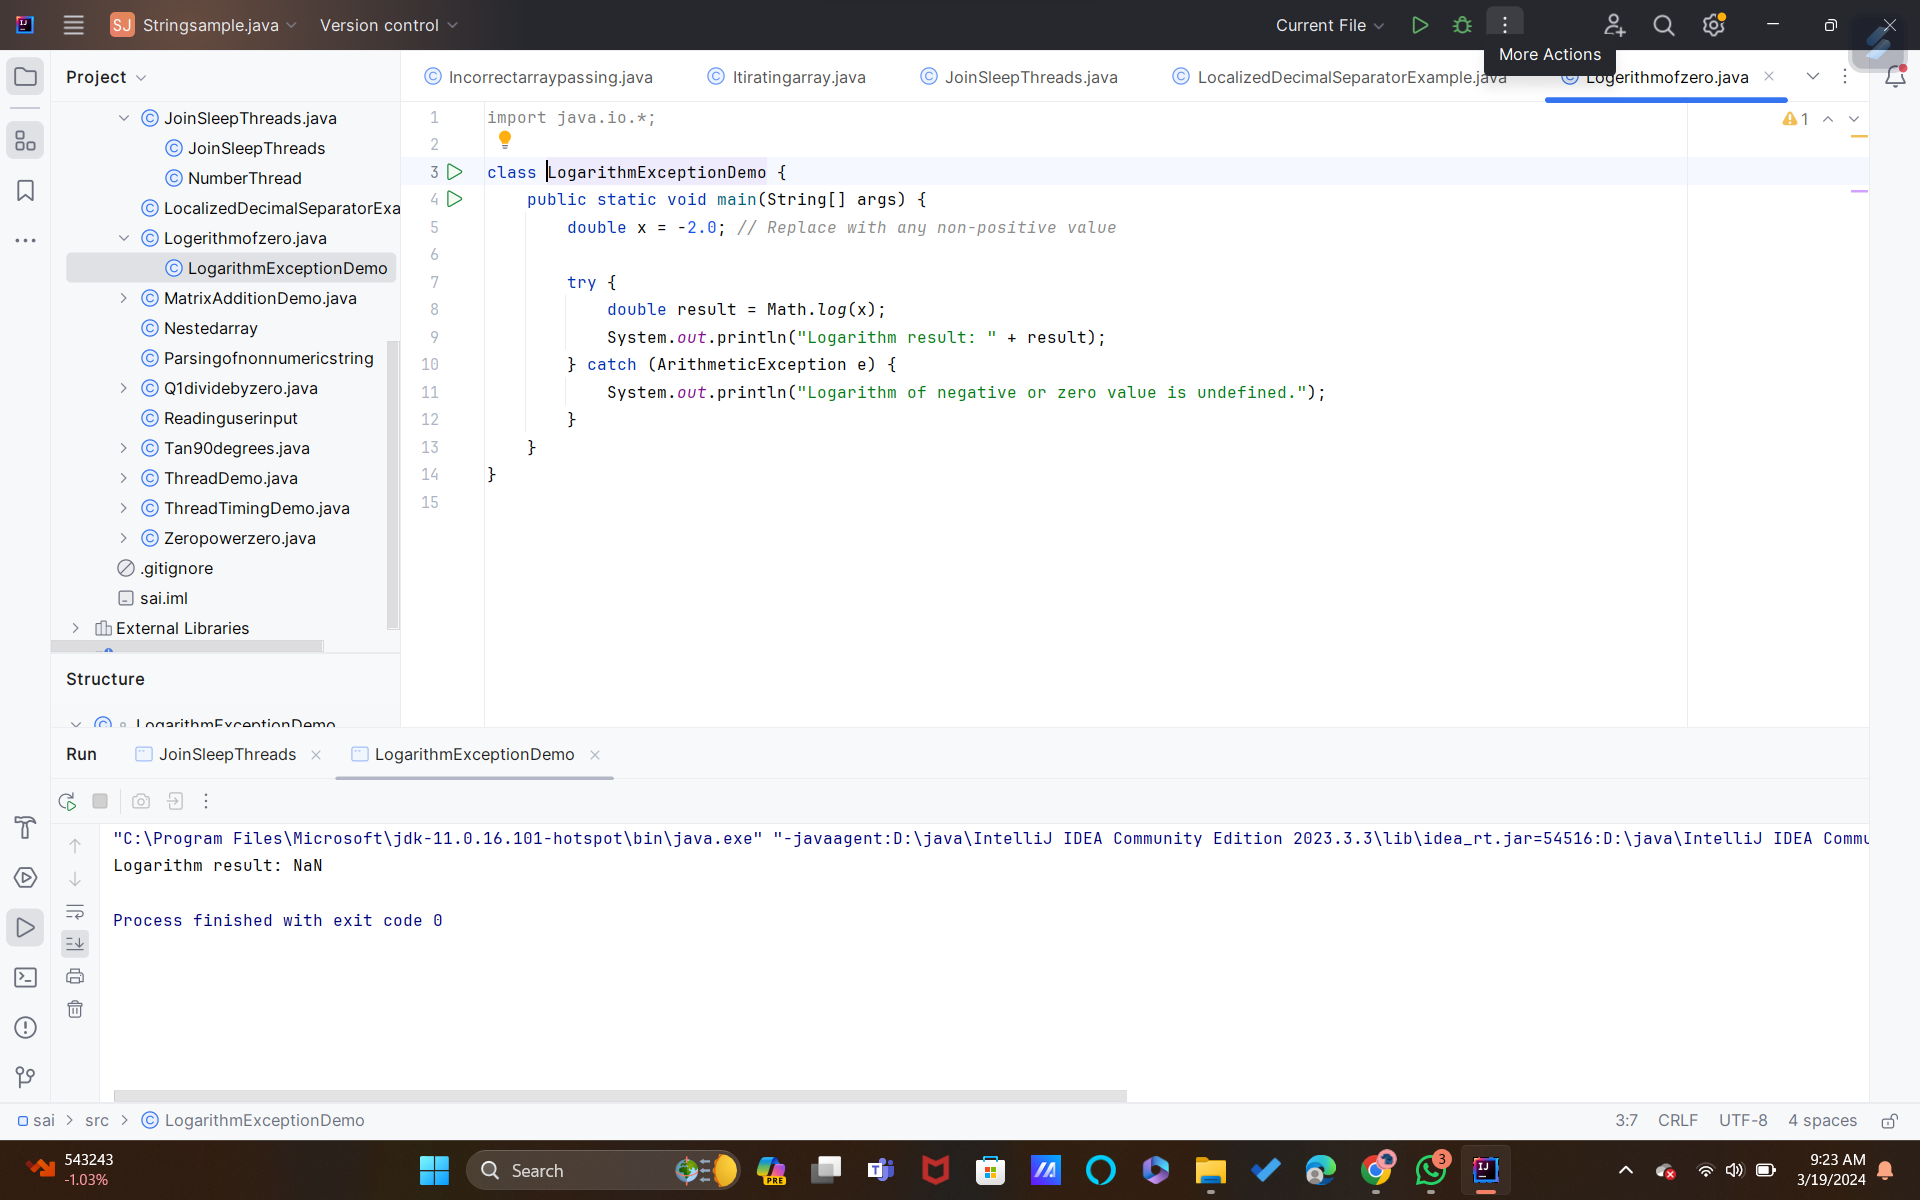 SJ Stringsample.java Version control Current File
More Actions
Project
Incorrectarraypassing.java Itiratingarray.java JoinSleepThreads.java LocalizedDecimalSeparatorExample.java Logerithmofzero.java
JoinSleepThreads.java
JoinSleepThreads
NumberThread
LocalizedDecimalSeparatorExa
Logerithmofzero.java
LogarithmExceptionDemo
MatrixAdditionDemo.java
Nestedarray
Parsingofnonnumericstring
Q1dividebyzero.java
Readinguserinput
Tan90degrees.java
ThreadDemo.java
ThreadTimingDemo.java
Zeropowerzero.java
.gitignore
sai.iml
External Libraries
1 import java.io.*;
2
3 class LogarithmExceptionDemo {
4 public static void main(String[] args) {
5 double x = -2.0; // Replace with any non-positive value
6
7 try {
8 double result = Math.log(x);
9 System.out.println("Logarithm result: " + result);
10 } catch (ArithmeticException e) {
11 System.out.println("Logarithm of negative or zero value is undefined.");
12 }
13 }
14 }
15
1
Structure
LogarithmExceptionDemo
Run JoinSleepThreads LogarithmExceptionDemo
"C:\Program Files\Microsoft\jdk-11.0.16.101-hotspot\bin\java.exe" "-javaagent:D:\java\IntelliJ IDEA Community Edition 2023.3.3\lib\idea_rt.jar=54516:D:\java\IntelliJ IDEA Commu
Logarithm result: NaN
Process finished with exit code 0
sai > src > LogarithmExceptionDemo 3:7 CRLF UTF-8 4 spaces
543243
-1.03%
Search
PRE
3
9:23 AM
3/19/2024